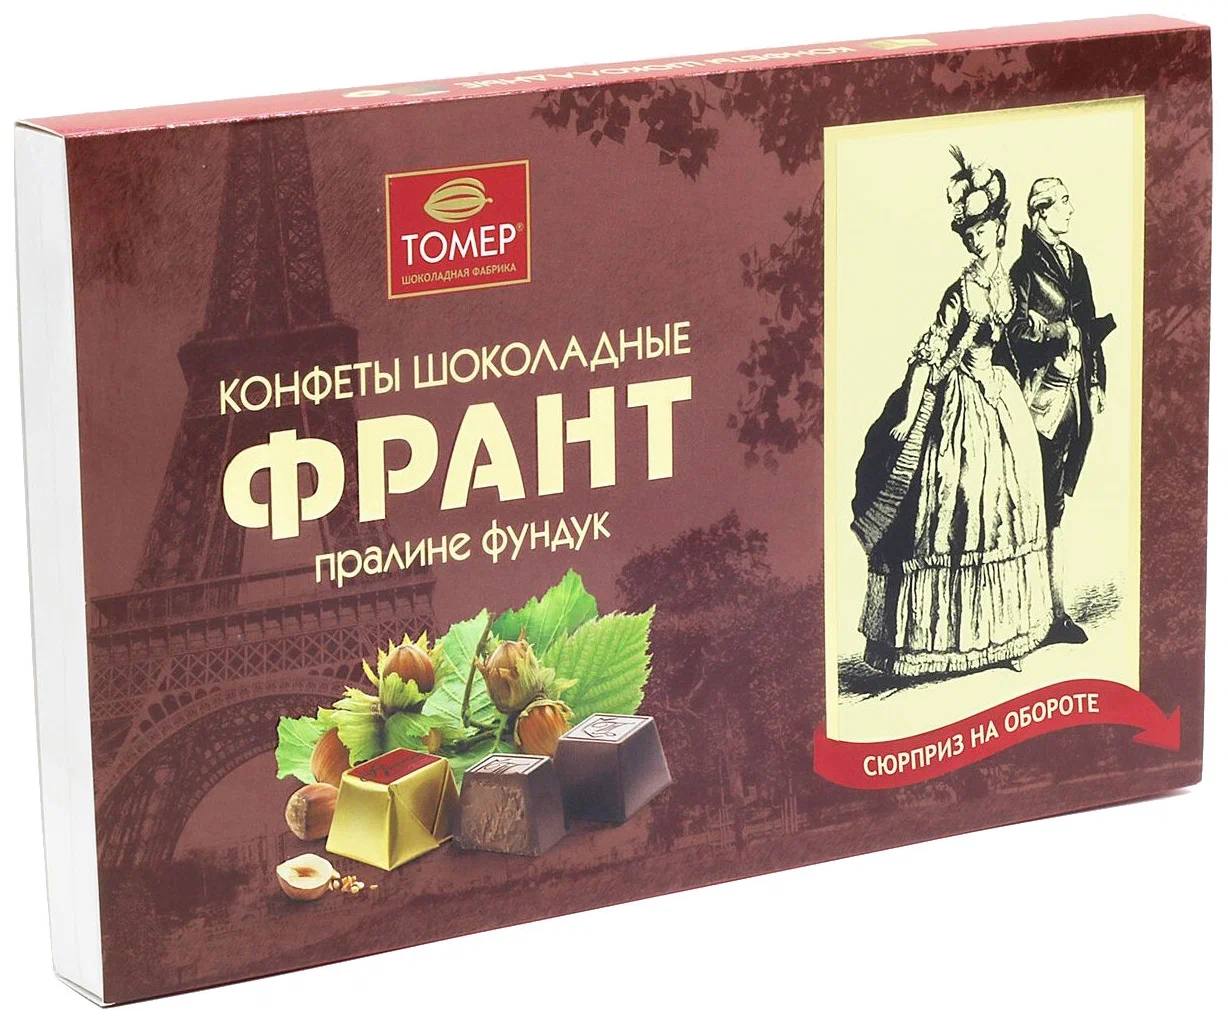 КОНФЕТЫ ШОКОЛАДНЫЕ
ТОМЕР®
ШОКОЛАДНАЯ ФАБРИКА
КОНФЕТЫ ШОКОЛАДНЫЕ
ФРАНТ
пралине фундук
СЮРПРИЗ НА ОБОРОТЕ